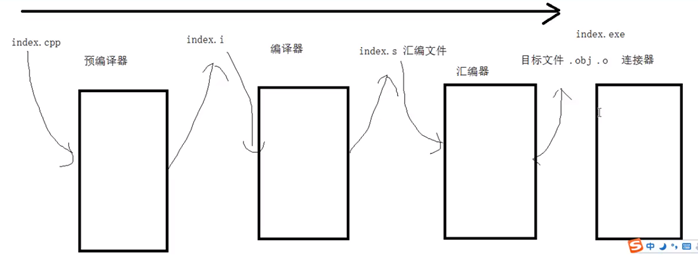 index.cpp
预编译器
index.i
编译器
index.s 汇编文件
汇编器
index.exe
目标文件 .obj .o 连接器
[
中